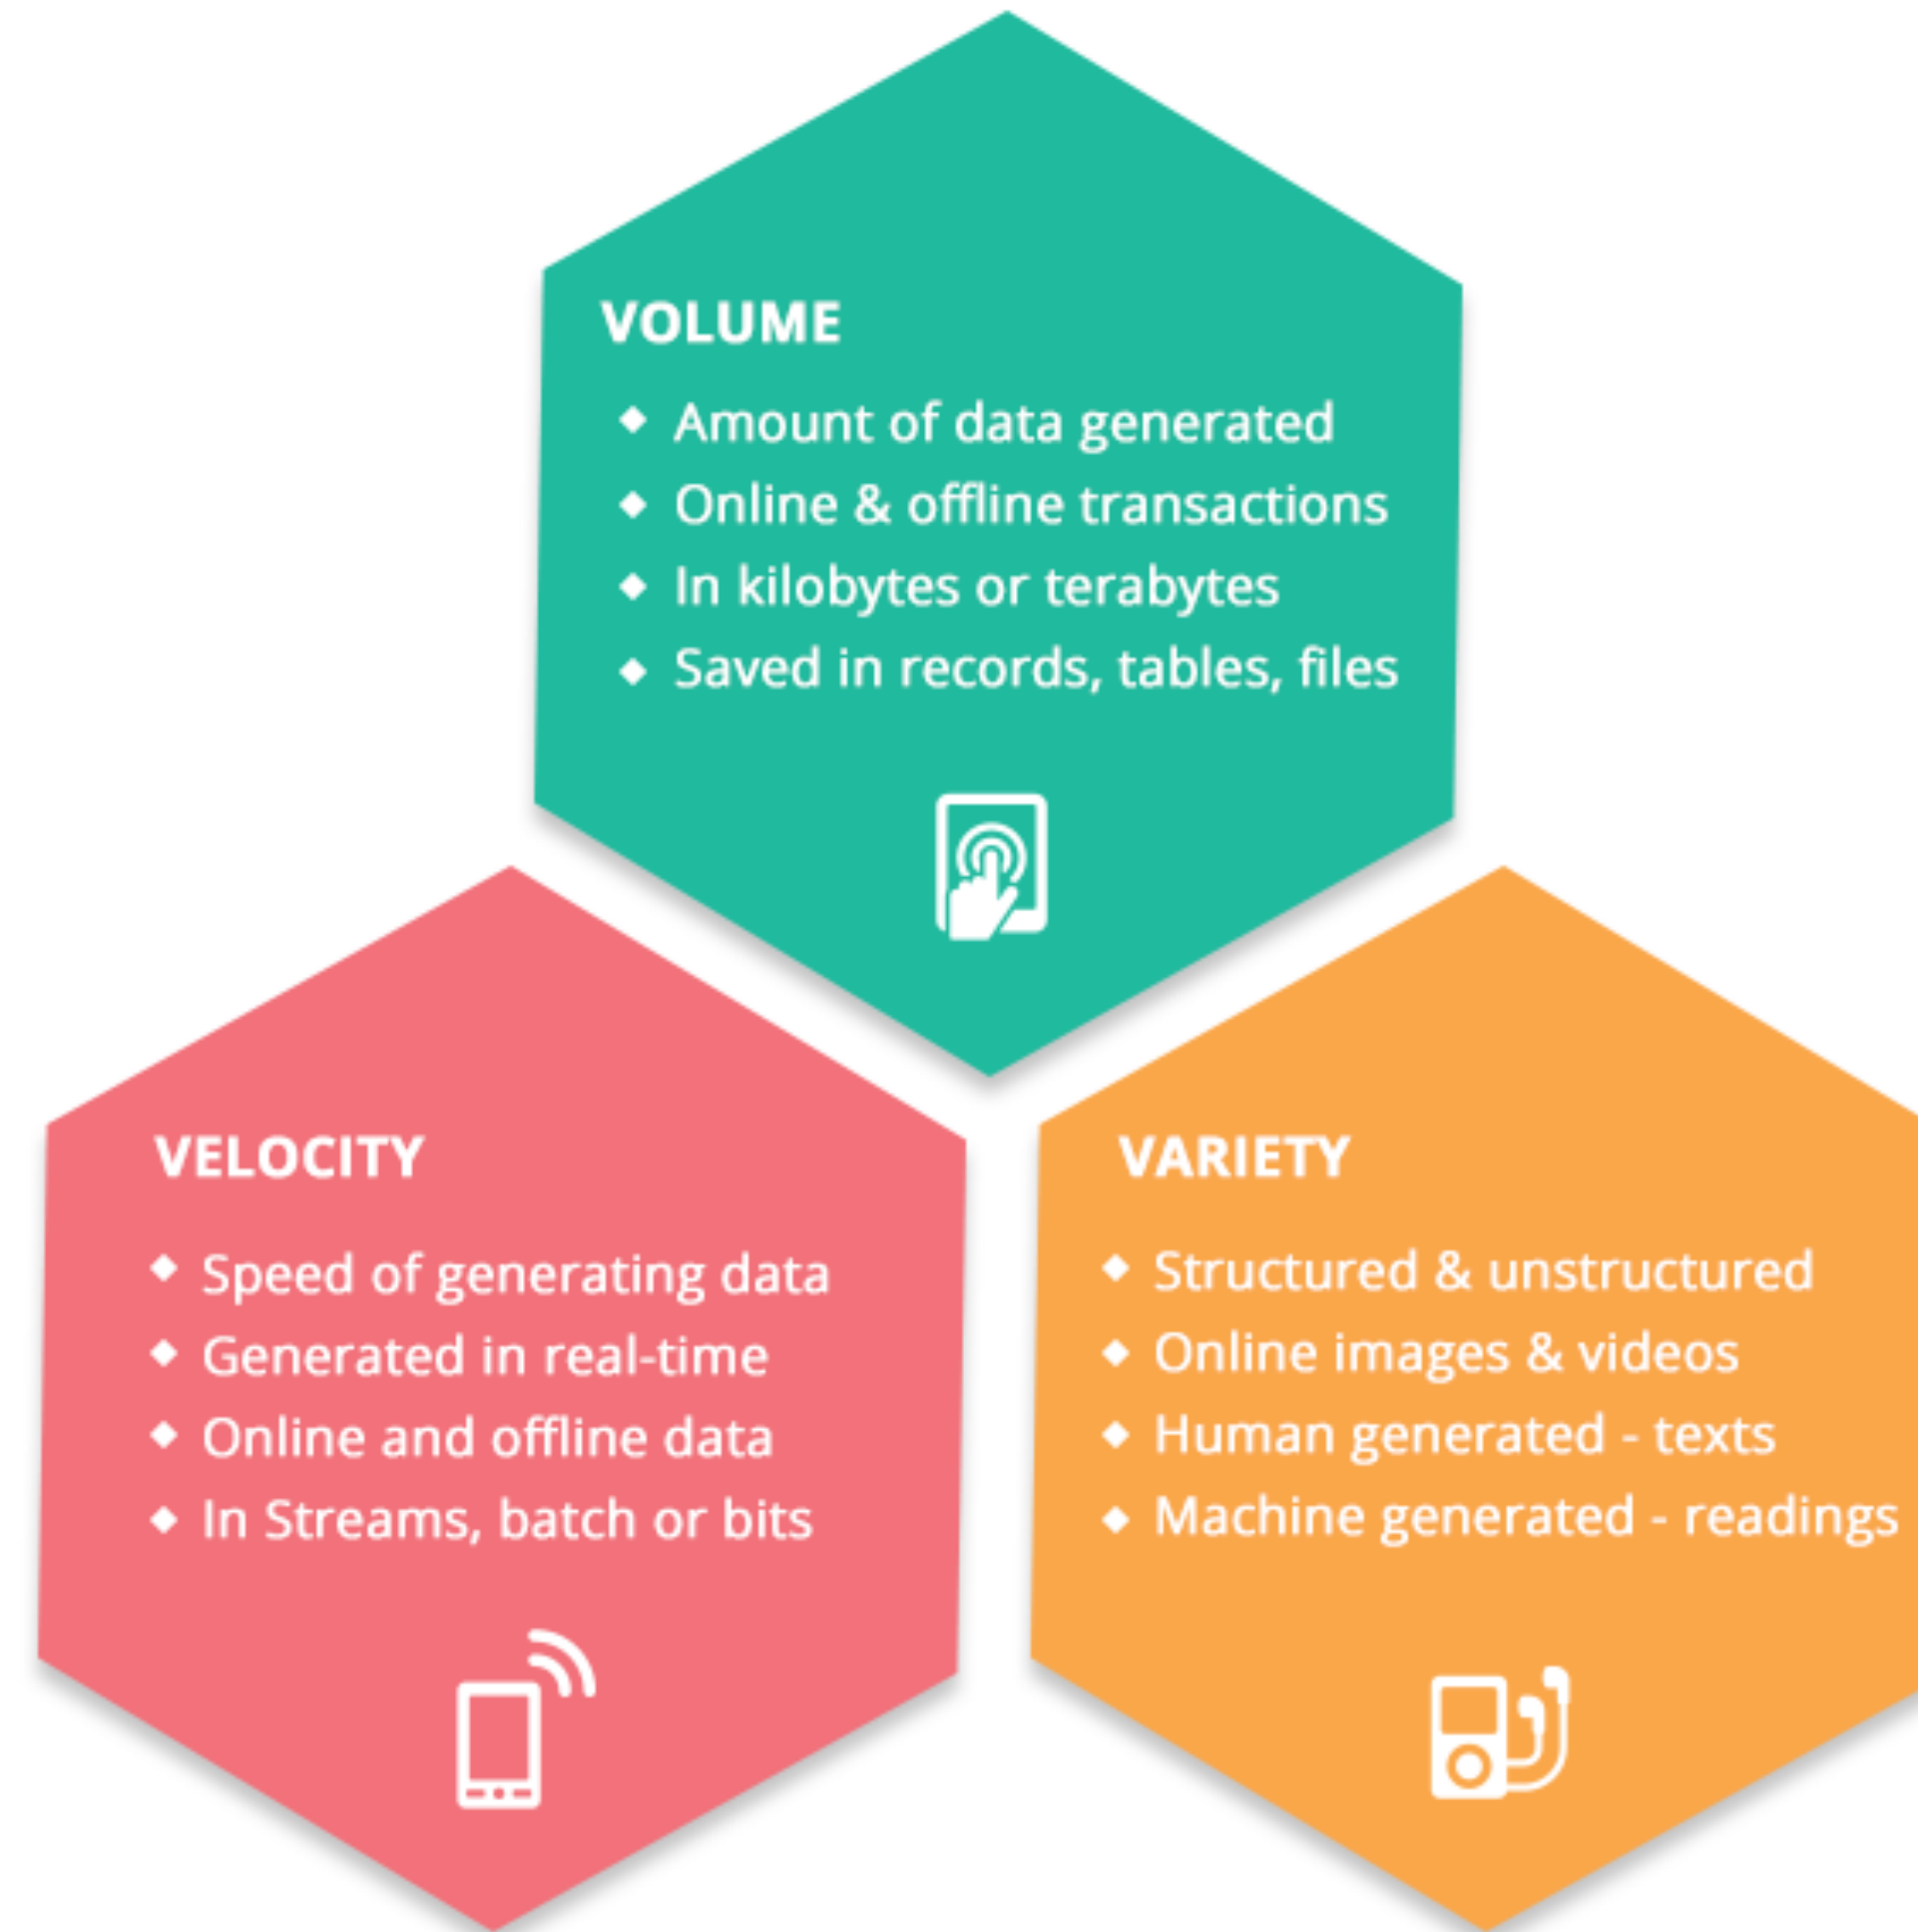 VOLUME
Amount of data generated
Online & offline transactions
In kilobytes or terabytes
Saved in records, tables, files
VELOCITY
Speed of generating data
Generated in real-time
Online and offline data
In Streams, batch or bits
VARIETY
Structured & unstructured
Online images & videos
Human generated - texts
Machine generated - readings